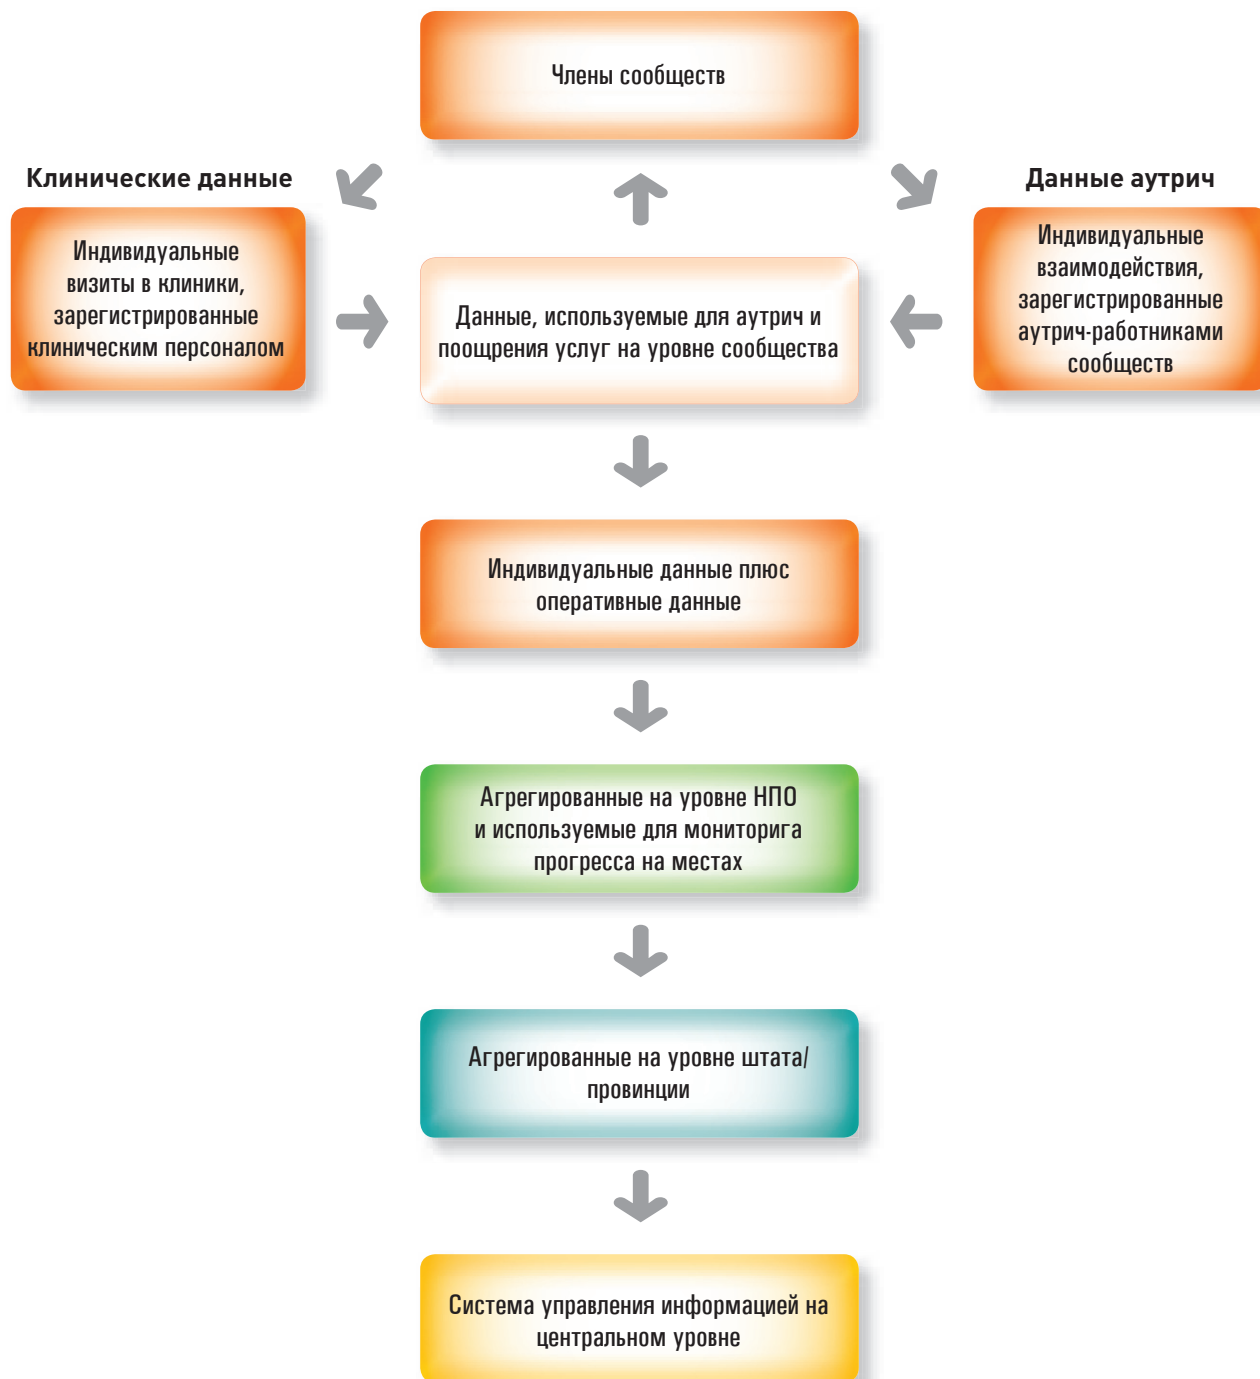 Члены сообществ
Клинические данные
Индивидуальные
визиты в клиники,
зарегистрированные
клиническим персоналом
Данные, используемые для аутрич и
поощрения услуг на уровне сообщества
Данные аутрич
Индивидуальные
взаимодействия,
зарегистрированные
аутрич-работниками
сообществ
Индивидуальные данные плюс
оперативные данные
Агрегированные на уровне НПО
и используемые для мониторига
прогресса на местах
Агрегированные на уровне штата/
провинции
Система управления информацией на
центральном уровне